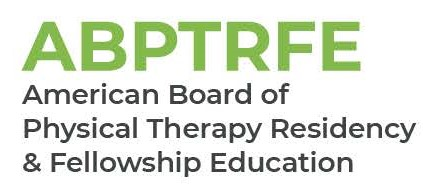 ABPTRFE
American Board of
Physical Therapy Residency
& Fellowship Education